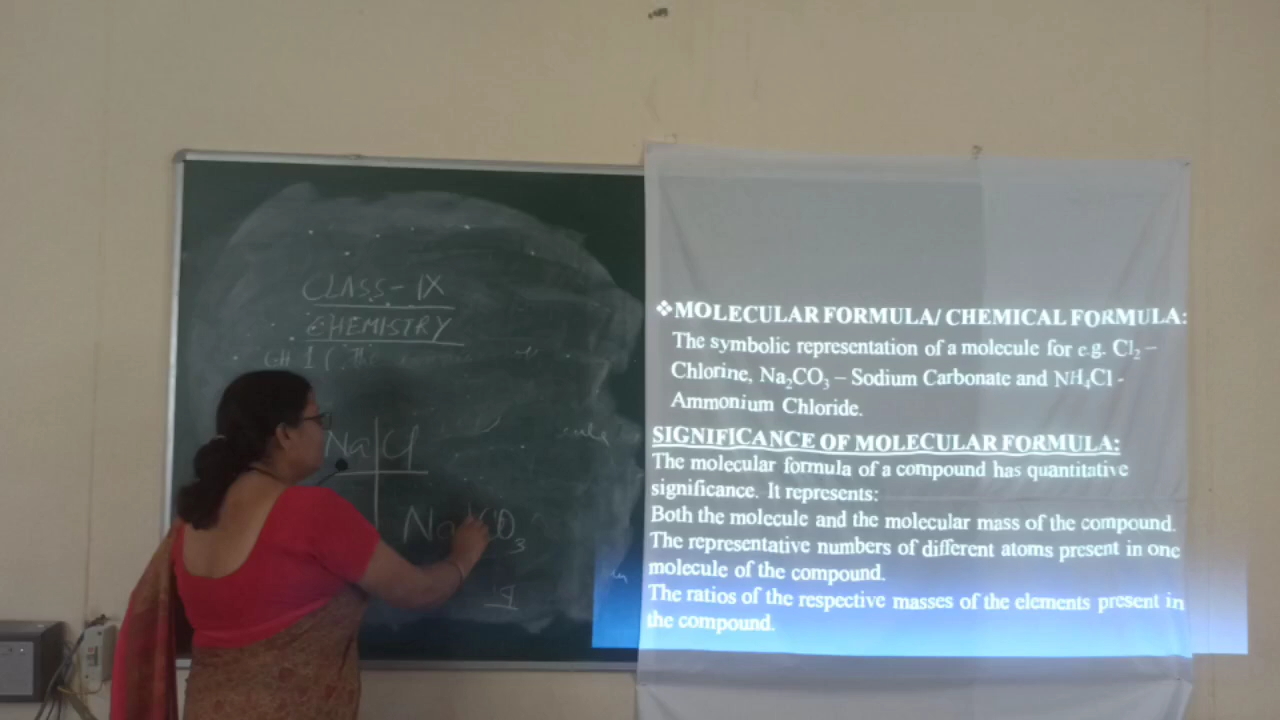 CLASS-IX
CHEMISTRY
CH 1 ( The
Na Cl
Na CO3
❖MOLECULAR FORMULA/ CHEMICAL FORMULA:
The symbolic representation of a molecule for e.g. Cl₂ –
Chlorine, Na₂CO₃ – Sodium Carbonate and NH₄Cl -
Ammonium Chloride.
SIGNIFICANCE OF MOLECULAR FORMULA:
The molecular formula of a compound has quantitative
significance. It represents:
Both the molecule and the molecular mass of the compound.
The representative numbers of different atoms present in one
molecule of the compound.
The ratios of the respective masses of the elements present in
the compound.